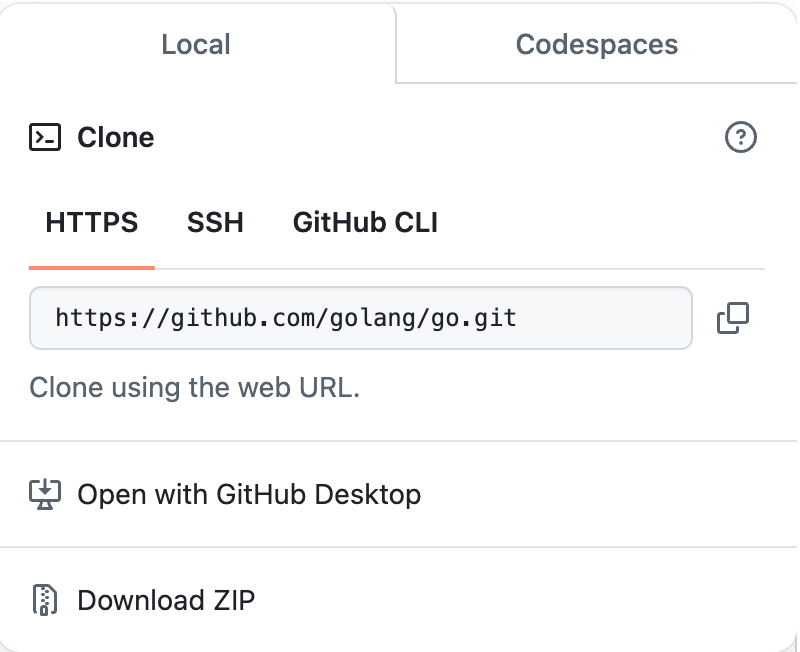 Local Codespaces
Clone
HTTPS SSH GitHub CLI
https://github.com/golang/go.git
Clone using the web URL.
Open with GitHub Desktop
Download ZIP